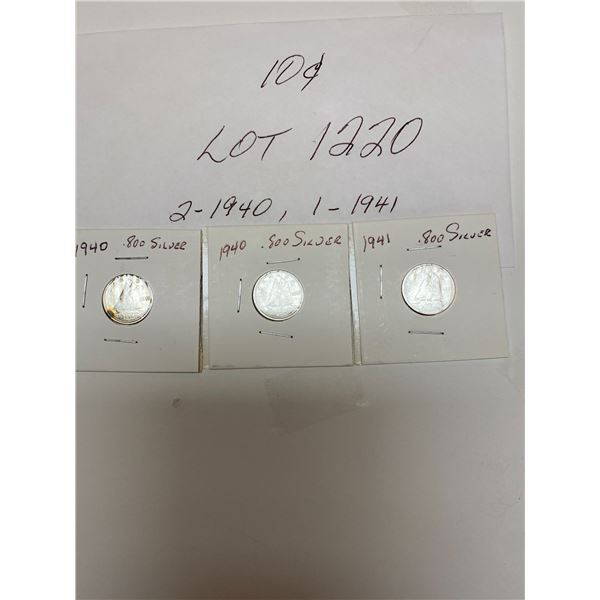 10¢
LOT 1220
2-1940, 1-1941
1940 .800 SILVER
1940 .800 SILVER
1941 .800 SILVER